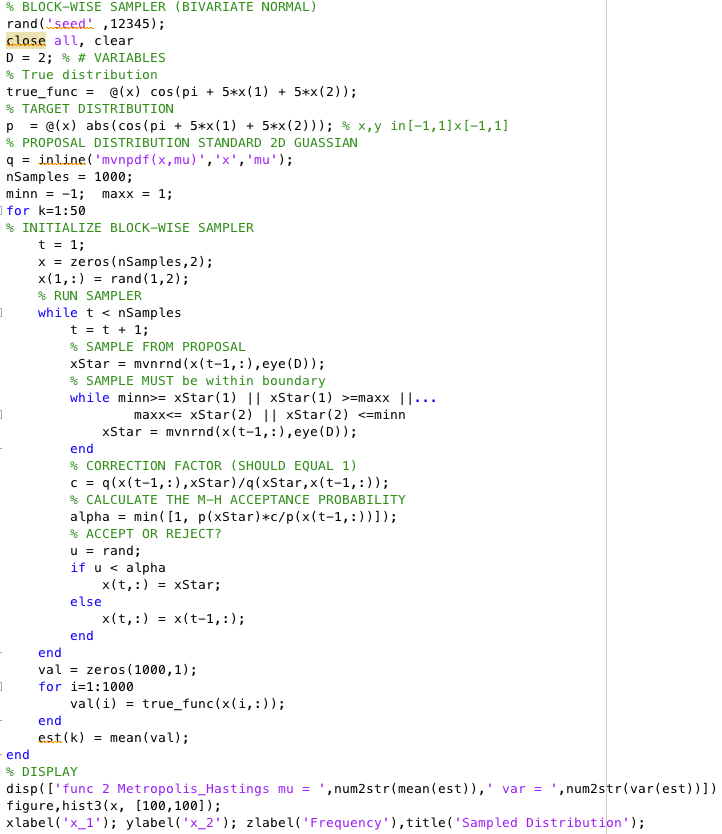 % BLOCK-WISE SAMPLER (BIVARIATE NORMAL)
rand('seed' ,12345);
close all, clear
D = 2; % # VARIABLES
% True distribution
true_func =  @(x) cos(pi + 5*x(1) + 5*x(2));
% TARGET DISTRIBUTION
p  = @(x) abs(cos(pi + 5*x(1) + 5*x(2))); % x,y in[-1,1]x[-1,1]
% PROPOSAL DISTRIBUTION STANDARD 2D GUASSIAN
q = inline('mvnpdf(x,mu)','x','mu');
nSamples = 1000;
minn = -1;  maxx = 1;
for k=1:50
% INITIALIZE BLOCK-WISE SAMPLER
    t = 1;
    x = zeros(nSamples,2);
    x(1,:) = rand(1,2);
    % RUN SAMPLER
    while t < nSamples
        t = t + 1;
        % SAMPLE FROM PROPOSAL
        xStar = mvnrnd(x(t-1,:),eye(D));
        % SAMPLE MUST be within boundary
        while minn>= xStar(1) || xStar(1) >=maxx ||...
                maxx<= xStar(2) || xStar(2) <=minn
            xStar = mvnrnd(x(t-1,:),eye(D));
        end
        % CORRECTION FACTOR (SHOULD EQUAL 1)
        c = q(x(t-1,:),xStar)/q(xStar,x(t-1,:));
        % CALCULATE THE M-H ACCEPTANCE PROBABILITY
        alpha = min([1, p(xStar)*c/p(x(t-1,:))]);
        % ACCEPT OR REJECT?
        u = rand;
        if u < alpha
            x(t,:) = xStar;
        else
            x(t,:) = x(t-1,:);
        end
    end
    val = zeros(1000,1);
    for i=1:1000
        val(i) = true_func(x(i,:));
    end
    est(k) = mean(val);
end
% DISPLAY
disp(['func 2 Metropolis_Hastings mu = ',num2str(mean(est)),' var = ',num2str(var(est))])
figure,hist3(x, [100,100]);
xlabel('x_1'); ylabel('x_2'); zlabel('Frequency'),title('Sampled Distribution');